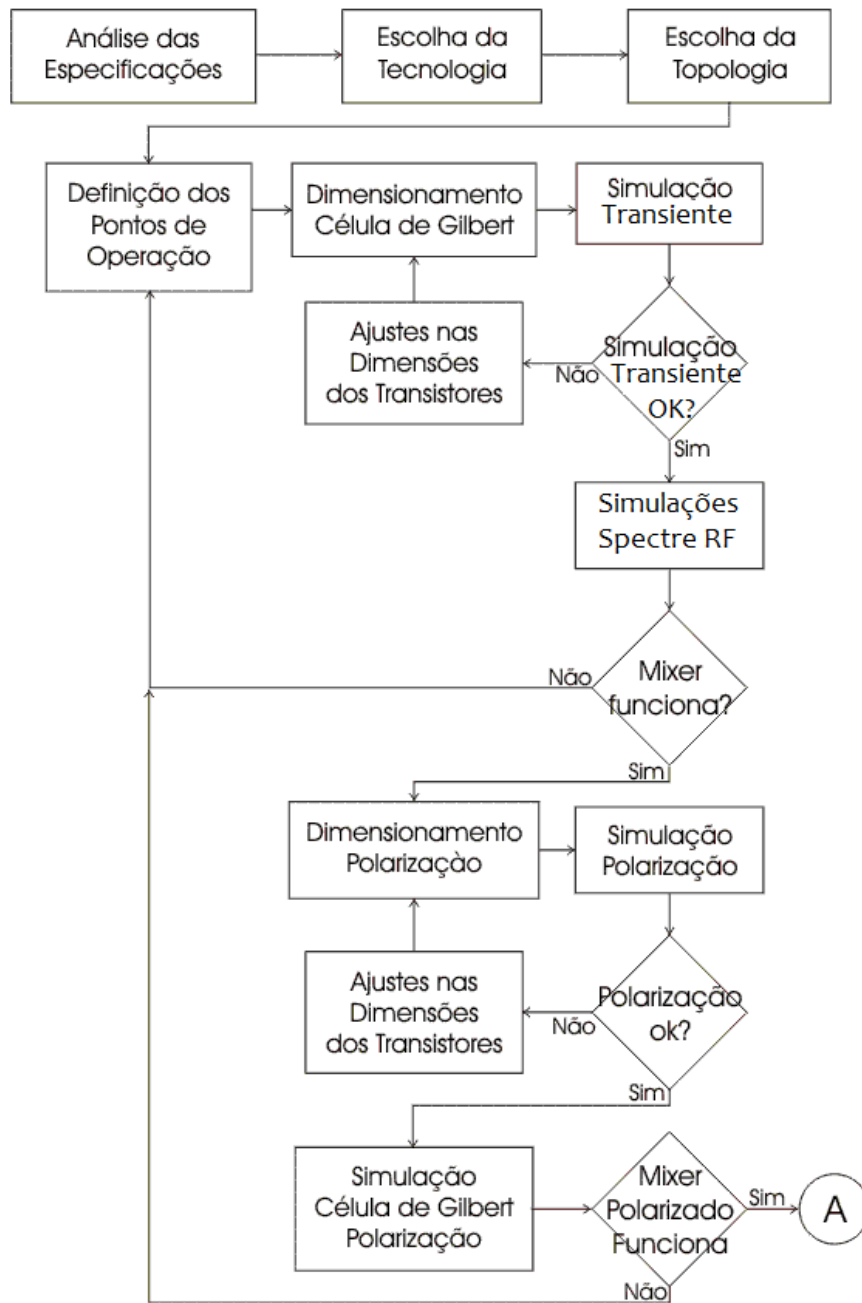 Análise das
Especificações
Escolha da
Tecnologia
Escolha da
Topologia
Definição dos
Pontos de
Operação
Dimensionamento
Célula de Gilbert
Simulação
Transiente
Ajustes nas
Dimensões
dos Transistores
Não
Simulação
Transiente
OK?
Sim
Simulações
Spectre RF
Não
Mixer
funciona?
Sim
Dimensionamento
Polarizaçào
Simulação
Polarização
Ajustes nas
Dimensões
dos Transistores
Não
Polarização
ok?
Sim
Simulação
Célula de Gilbert
Polarização
Mixer
Polarizado
Funciona
Sim
A
Não